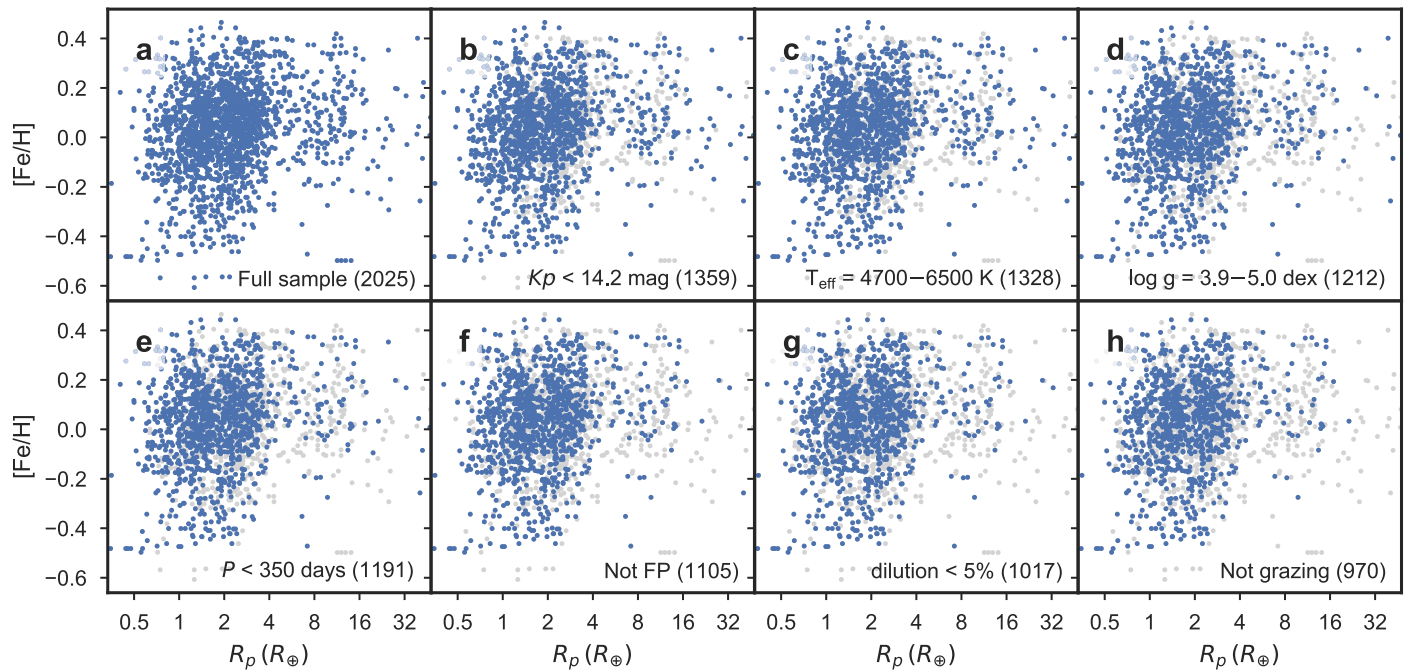 a b c d
0.4
0.2
0.0
−0.2
−0.4
−0.6
[Fe/H]
Full sample (2025)
Kp < 14.2 mag (1359)
Teff = 4700−6500 K (1328)
log g = 3.9−5.0 dex (1212)
e f g h
0.4
0.2
0.0
−0.2
−0.4
−0.6
[Fe/H]
P < 350 days (1191)
Not FP (1105)
dilution < 5% (1017)
Not grazing (970)
0.5 1 2 4 8 16 32 0.5 1 2 4 8 16 32 0.5 1 2 4 8 16 32 0.5 1 2 4 8 16 32
Rp (R⊕) Rp (R⊕) Rp (R⊕) Rp (R⊕)